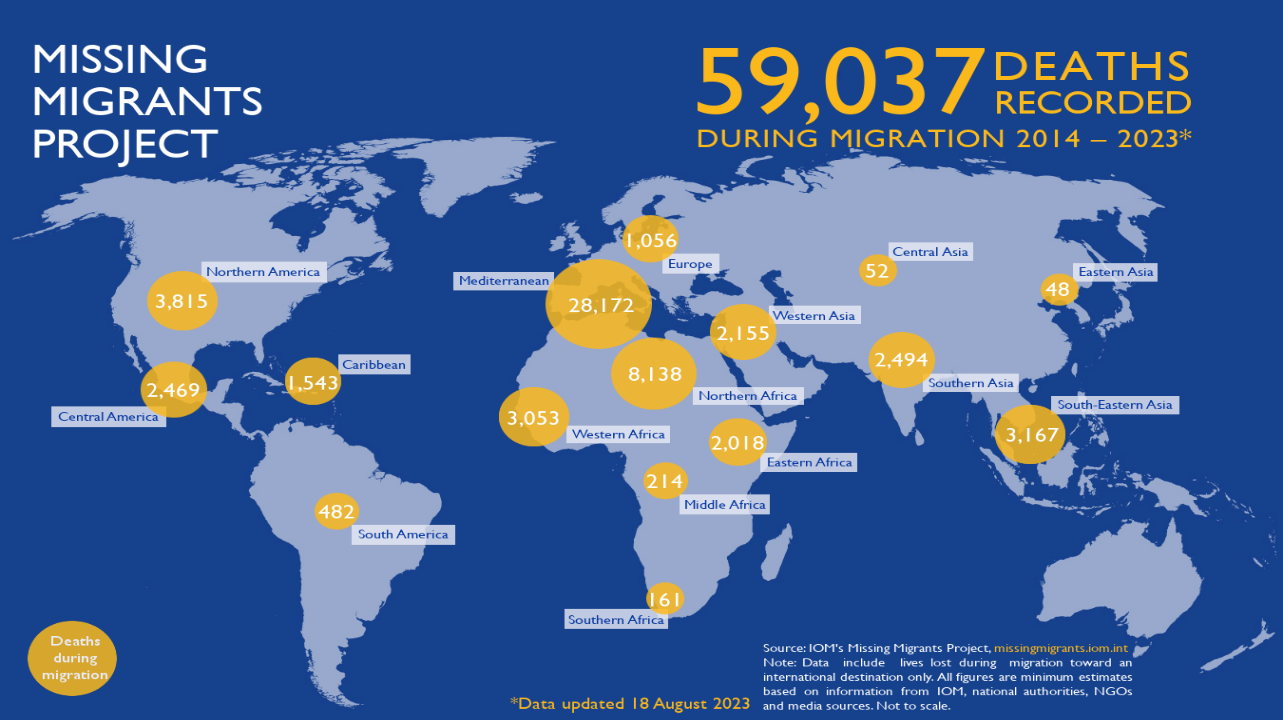 MISSING
MIGRANTS
PROJECT
59,037 DEATHS
RECORDED
DURING MIGRATION 2014 – 2023*
1,056
Europe
Central Asia
52
Northern America
3,815
Mediterranean
28,172
Eastern Asia
48
Western Asia
2,155
2,494
Southern Asia
Caribbean
1,543
2,469
Central America
8,138
Northern Africa
3,053
Western Africa
South-Eastern Asia
3,167
2,018
Eastern Africa
214
Middle Africa
482
South America
161
Southern Africa
Deaths
during
migration
Source: IOM's Missing Migrants Project, missingmigrants.iom.int
Note: Data include lives lost during migration toward an
international destination only. All figures are minimum estimates
based on information from IOM, national authorities, NGOs
and media sources. Not to scale.
*Data updated 18 August 2023